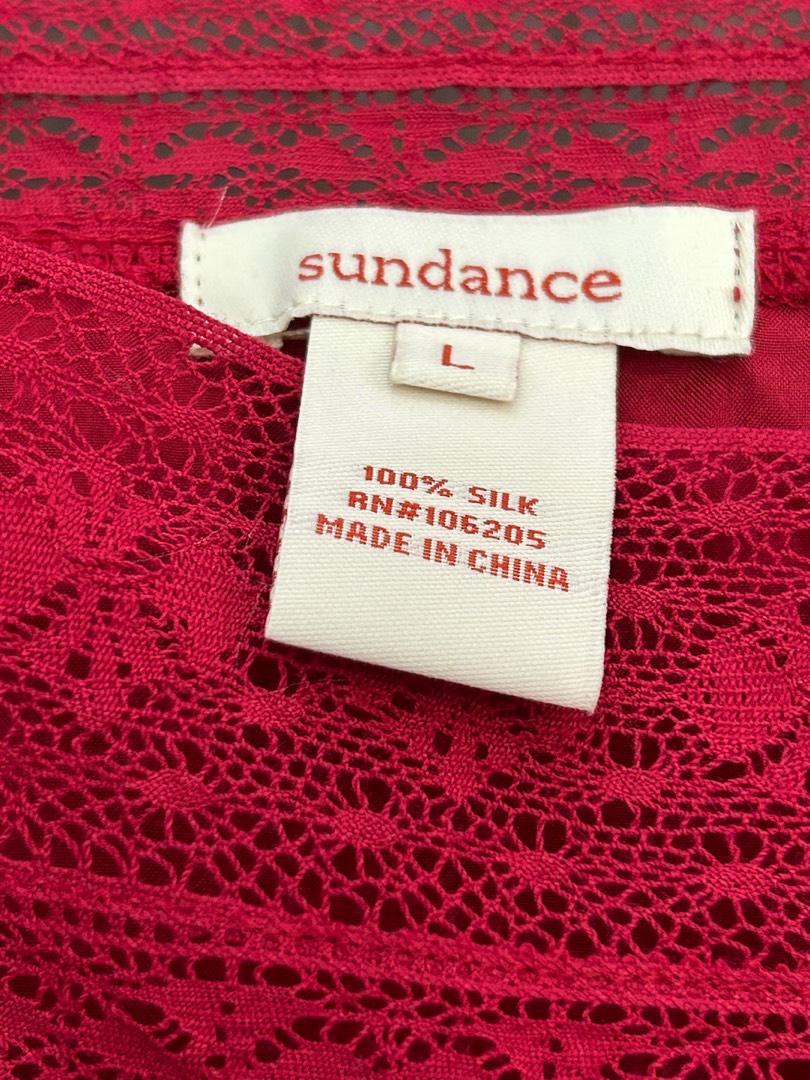 sundance
L
100% SILK
RN#106205
MADE IN CHINA